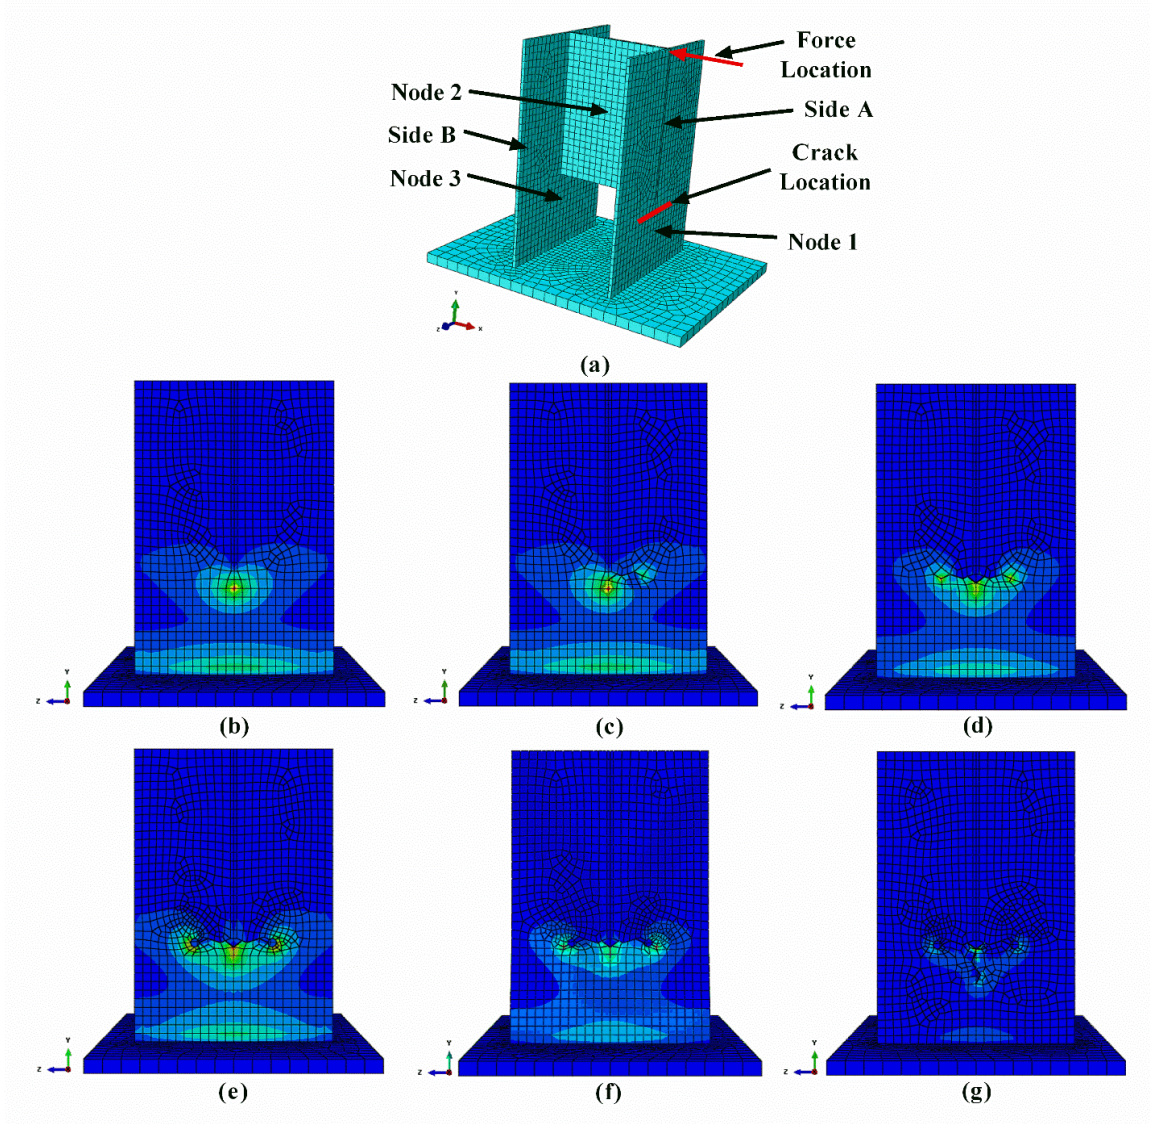 Force
Location
Node 2
Side A
Side B
Crack
Location
Node 3
Node 1
Y
Z
X
(a)
Y
Z
Y
Z
Y
Z
(b)
(c)
(d)
Y
Z
Y
Z
Y
Z
(e)
(f)
(g)